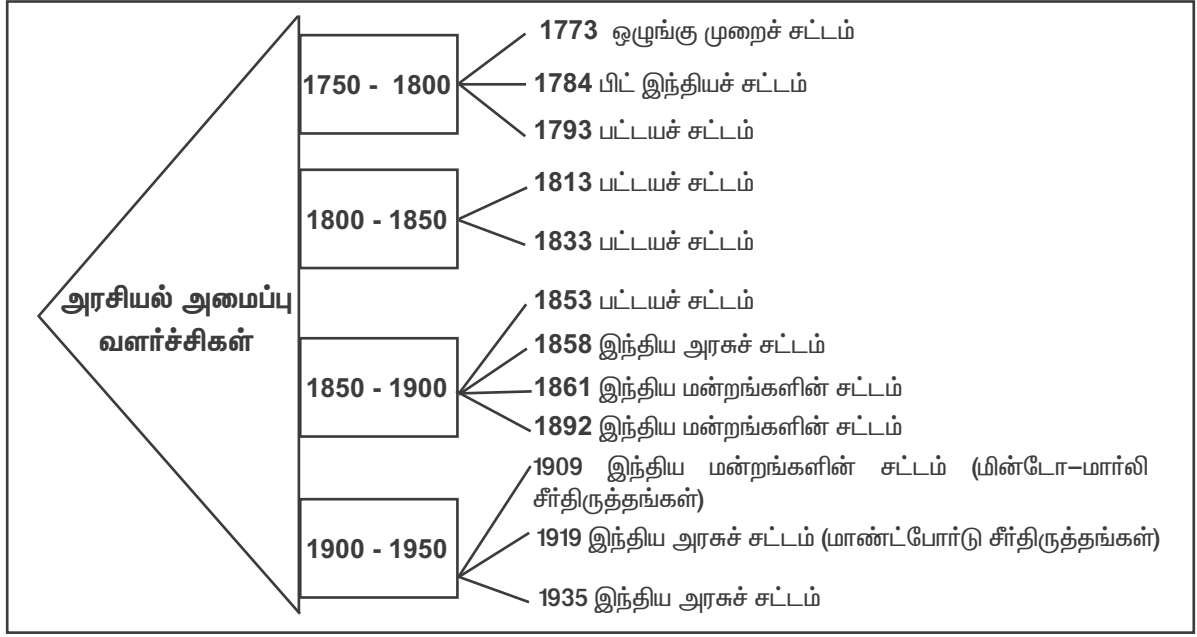 அரசியல் அமைப்பு
வளர்ச்சிகள்
1750 - 1800
1773 ஒழுங்கு முறைச் சட்டம்
1784 பிட் இந்தியச் சட்டம்
1793 பட்டயச் சட்டம்
1800 - 1850
1813 பட்டயச் சட்டம்
1833 பட்டயச் சட்டம்
1850 - 1900
1853 பட்டயச் சட்டம்
1858 இந்திய அரசுச் சட்டம்
1861 இந்திய மன்றங்களின் சட்டம்
1892 இந்திய மன்றங்களின் சட்டம்
1900 - 1950
1909 இந்திய மன்றங்களின் சட்டம் (மின்டோ–மார்லி
சீர்திருத்தங்கள்)
1919 இந்திய அரசுச் சட்டம் (மாண்ட்போர்டு சீர்திருத்தங்கள்)
1935 இந்திய அரசுச் சட்டம்